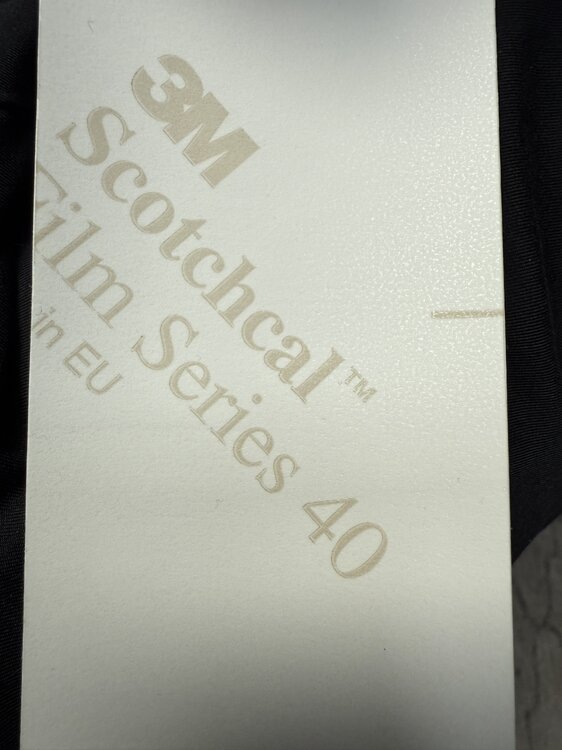 3M
Scotchcal™
Film Series 40
in EU